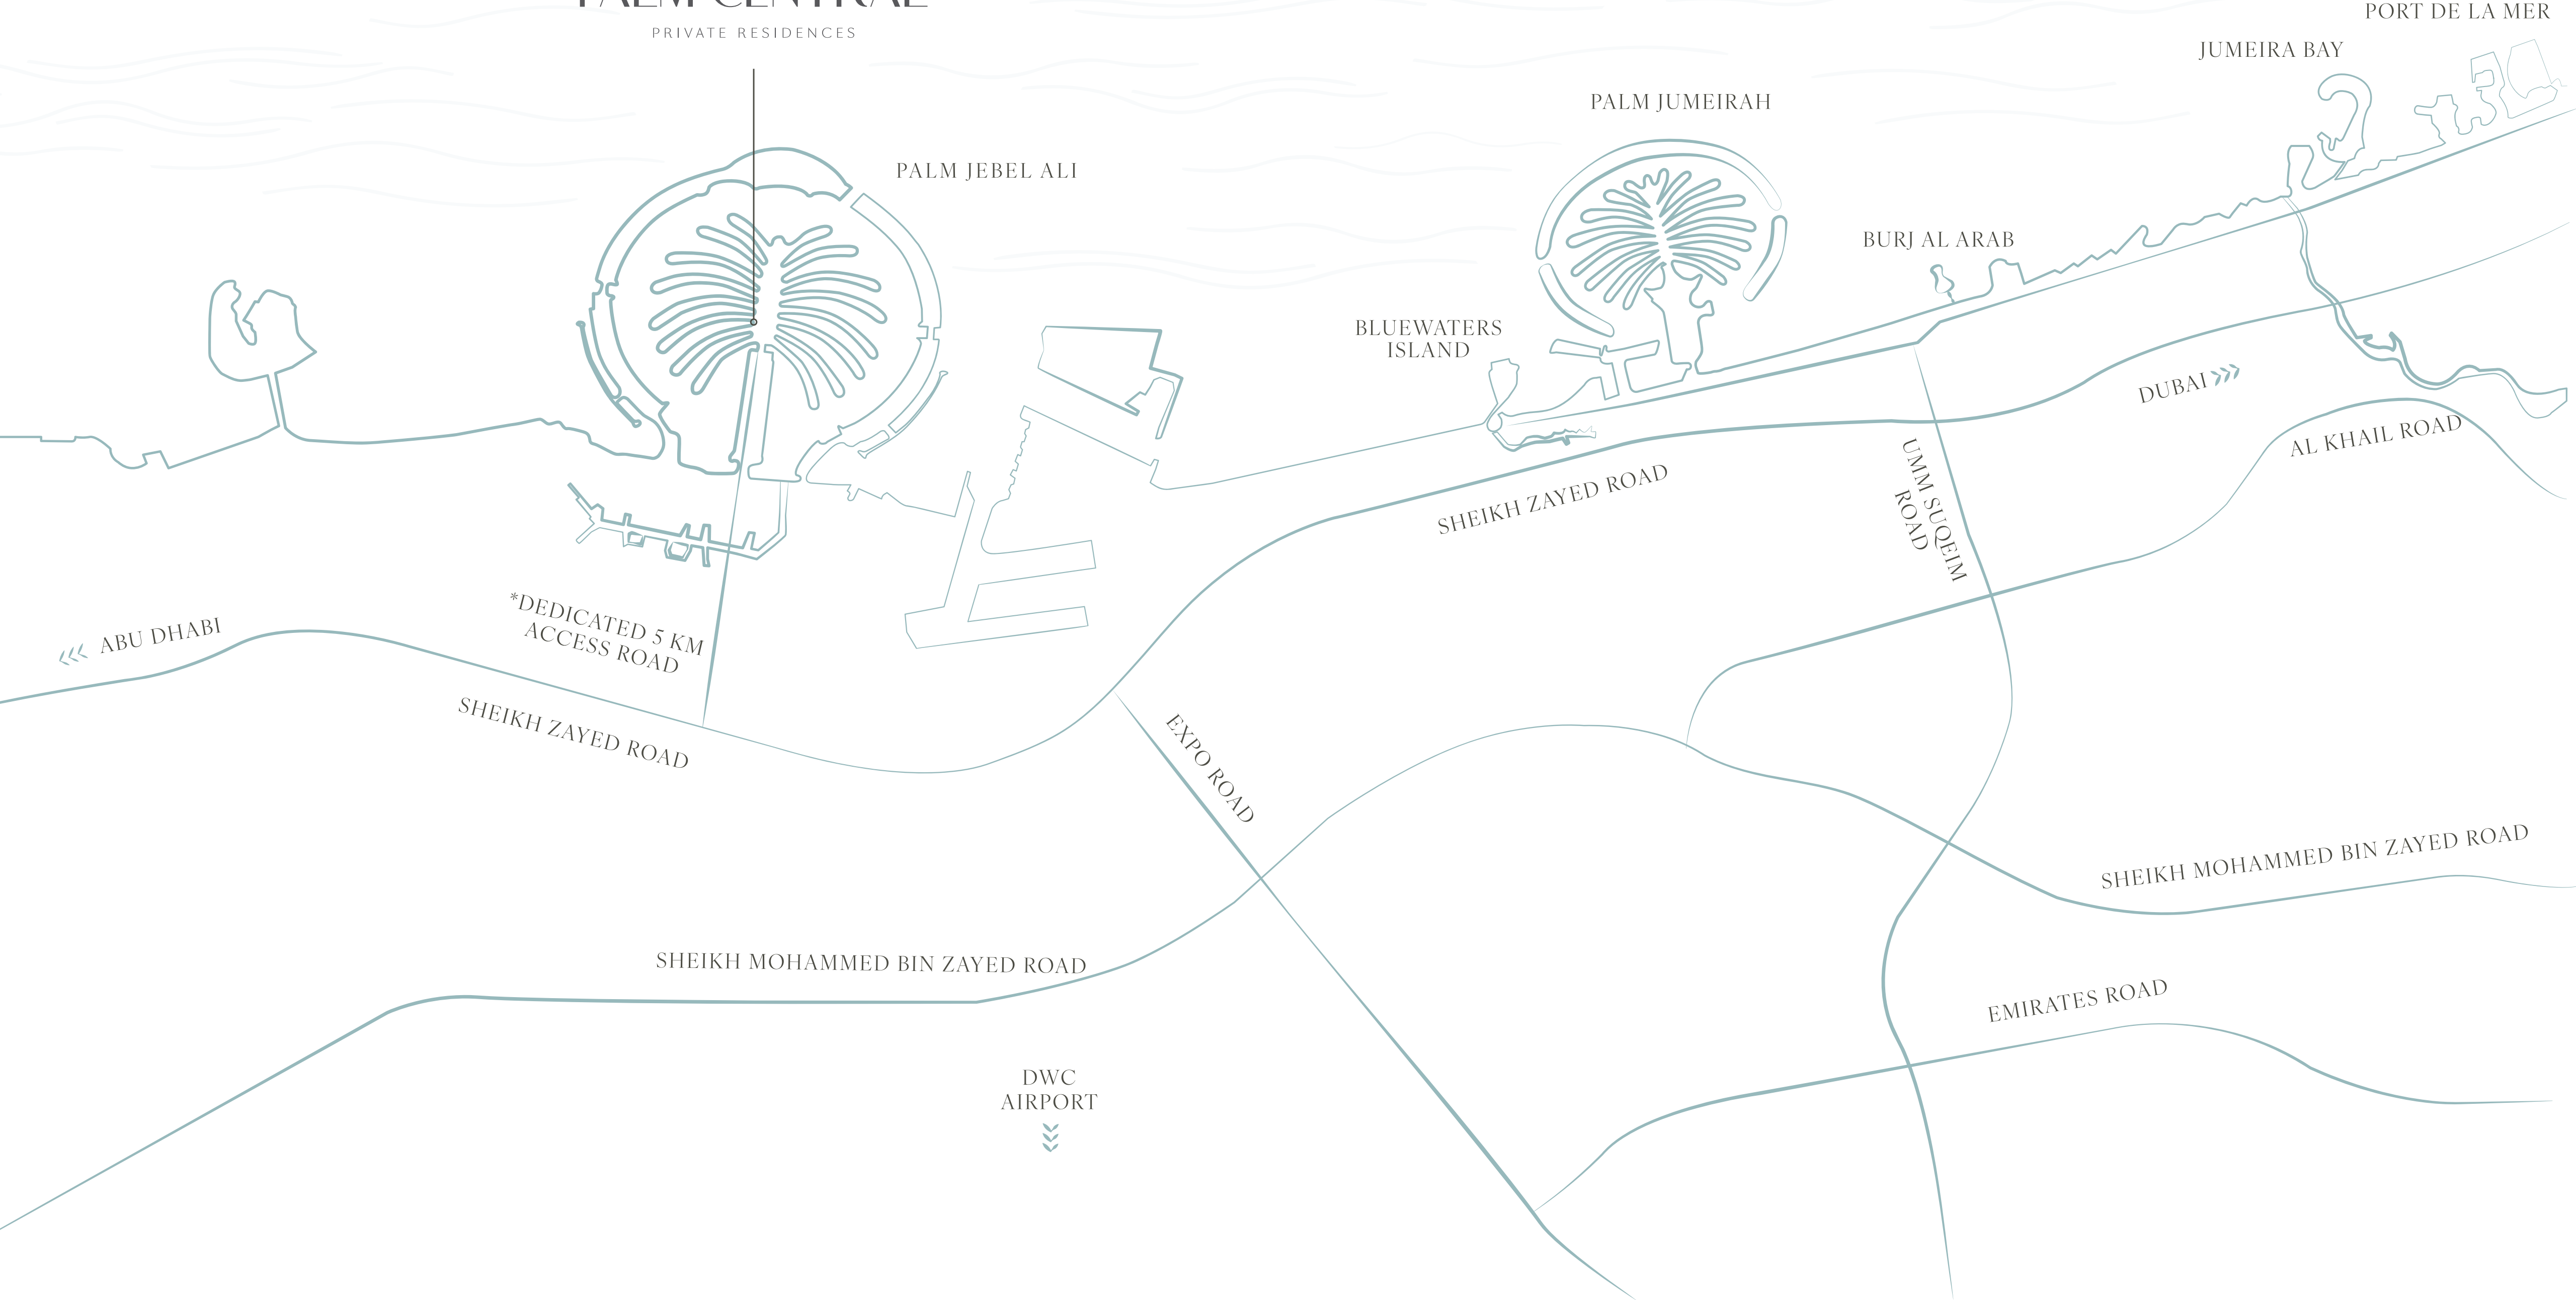 PALM CENTRAL
PRIVATE RESIDENCES
PORT DE LA MER
JUMEIRA BAY
PALM JUMEIRAH
PALM JEBEL ALI
BURJ AL ARAB
BLUEWATERS
ISLAND
DUBAI
AL KHAIL ROAD
UMM SUQEIM
ROAD
SHEIKH ZAYED ROAD
*DEDICATED 5 KM
ACCESS ROAD
ABU DHABI
SHEIKH ZAYED ROAD
EXPO ROAD
SHEIKH MOHAMMED BIN ZAYED ROAD
SHEIKH MOHAMMED BIN ZAYED ROAD
EMIRATES ROAD
DWC
AIRPORT